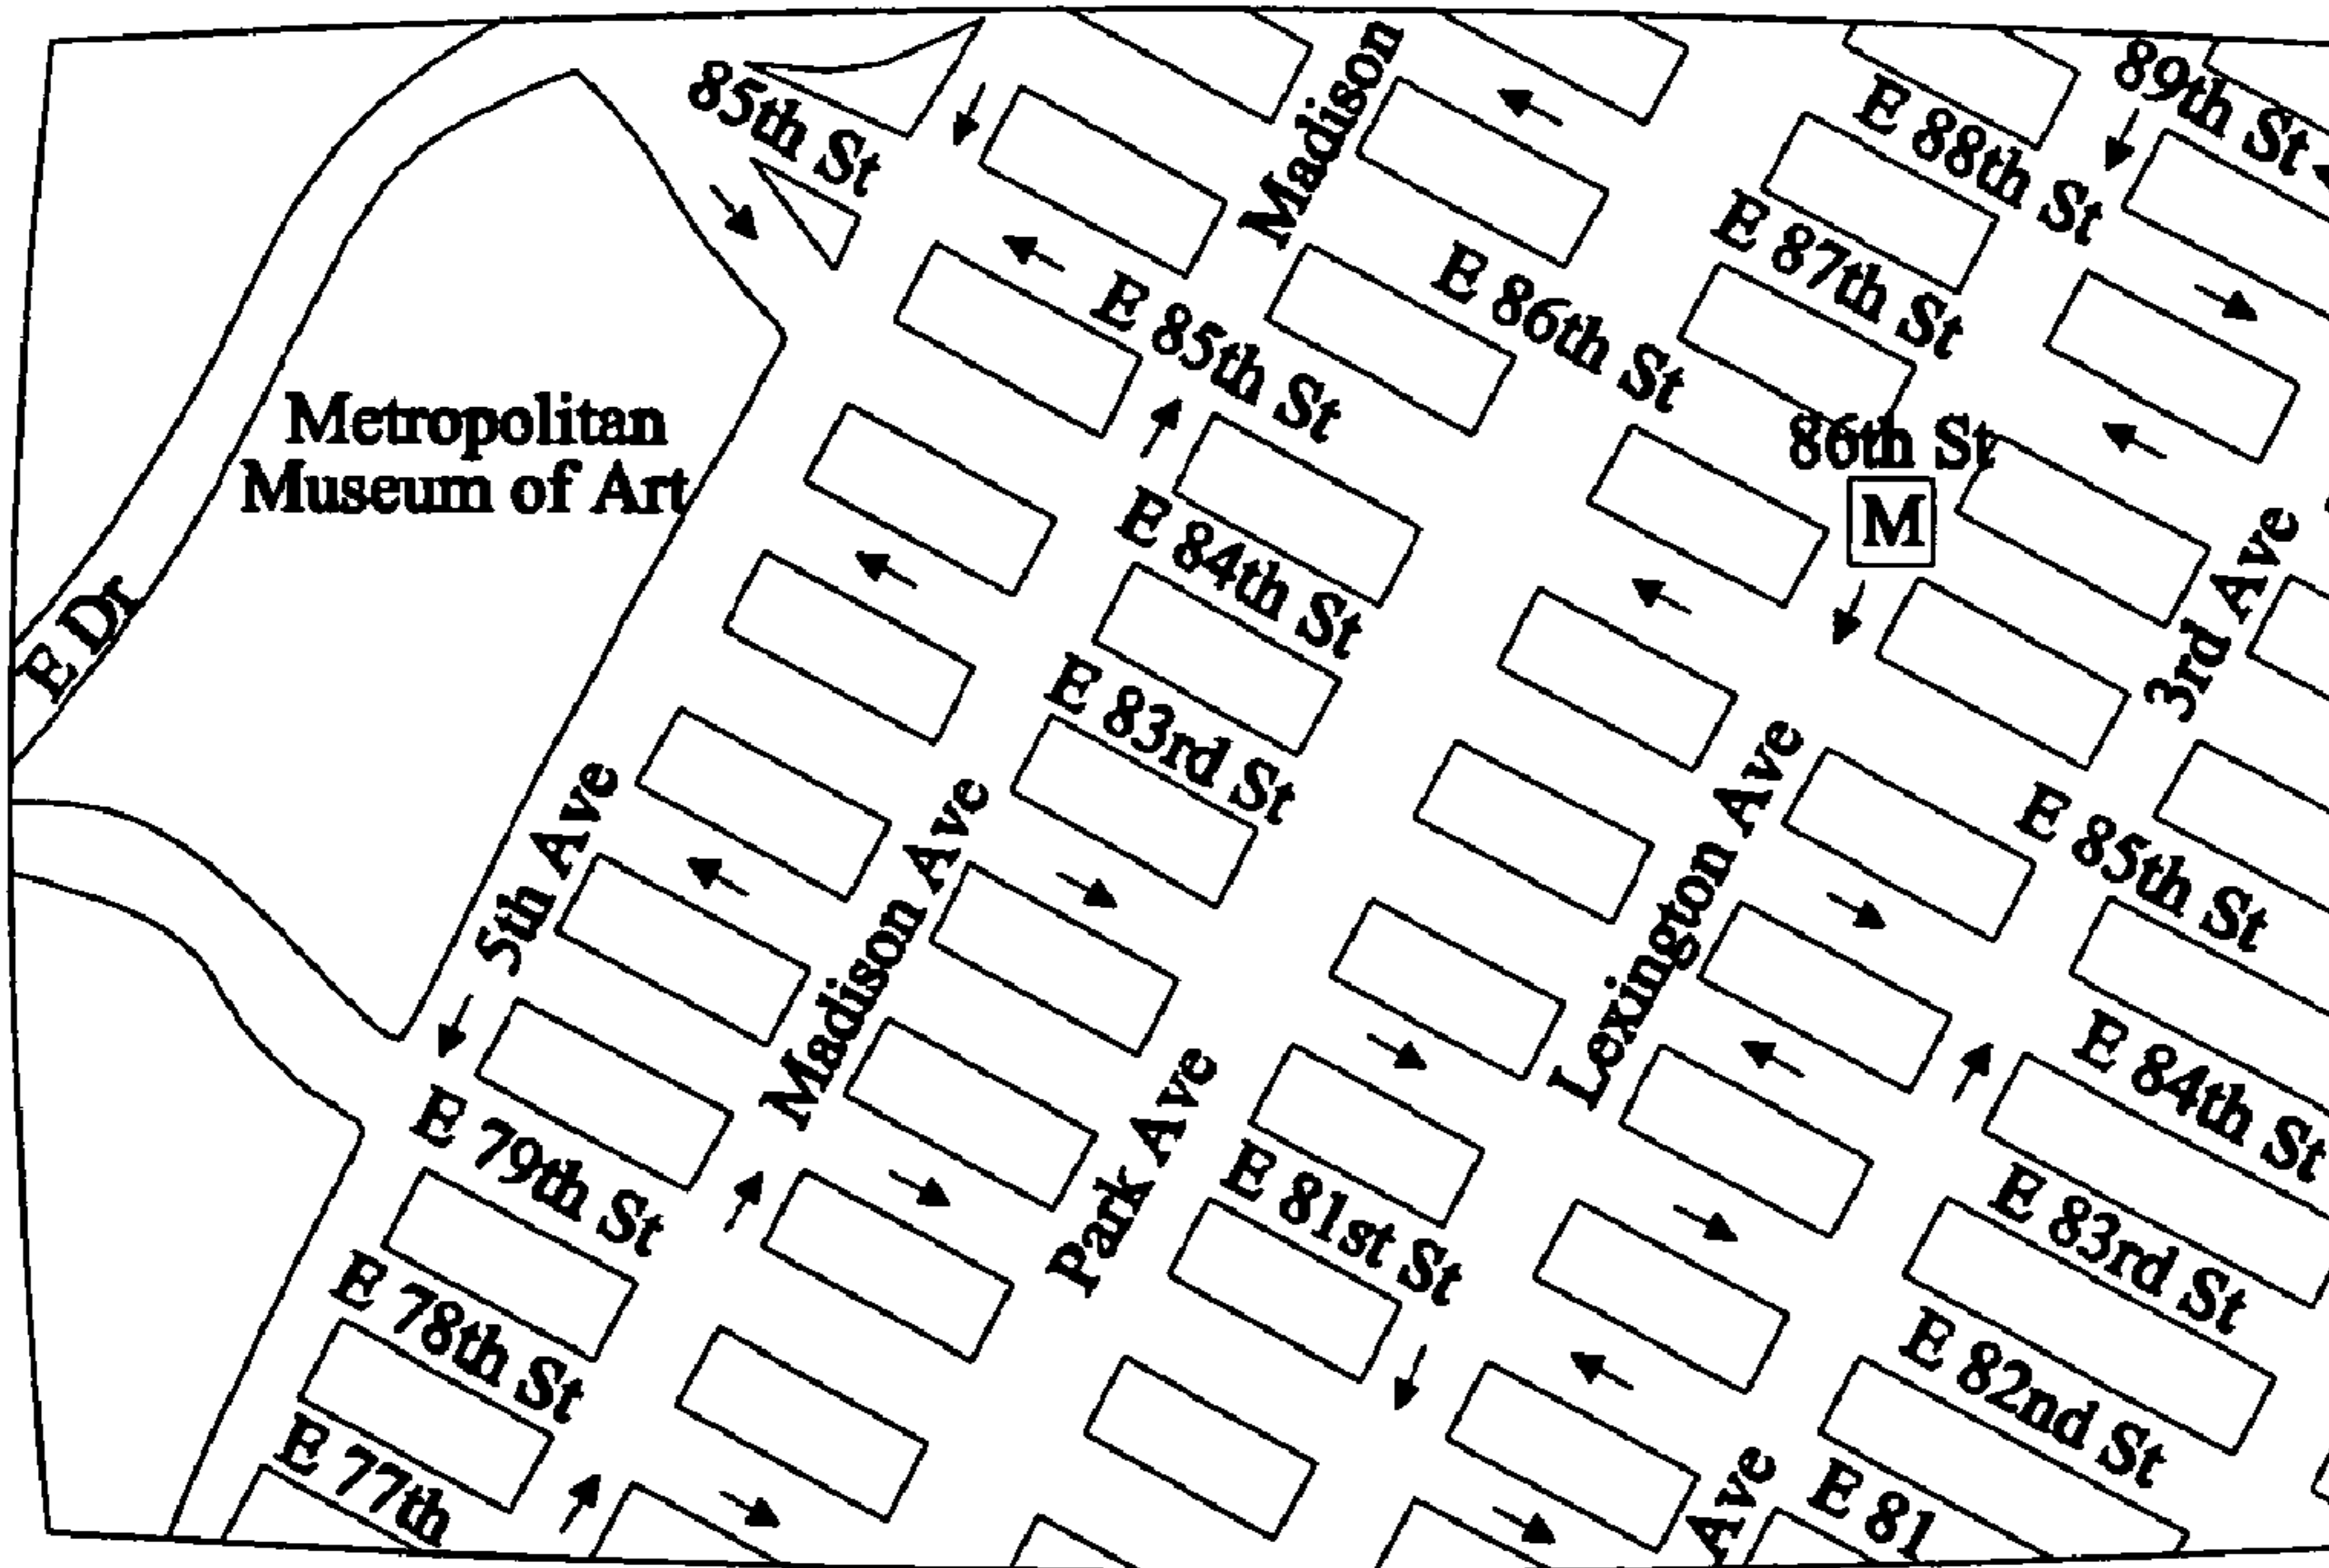 Madison
89th St
85th St
E 88th St
E 87th St
E 86th St
E 85th St
86th St
M
Metropolitan
Museum of Art
E 84th St
3rd Ave
E Dr
E 83rd St
5th Ave
Madison Ave
Lexington Ave
E 85th St
E 84th St
Park Ave
E 79th St
E 81st St
E 83rd St
E 78th St
E 82nd St
E 77th
Ave
E 81